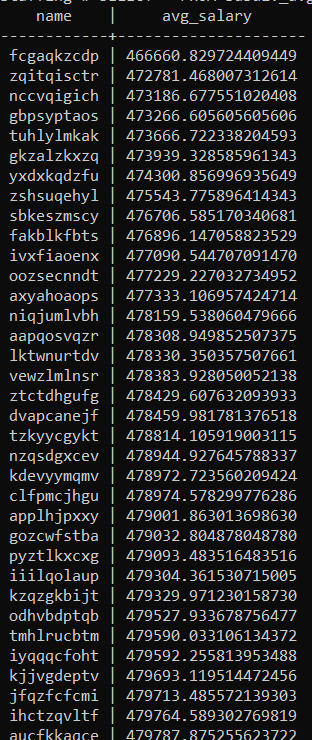 name | avg_salary
------------+---------------------
fcgaqkzcdp | 466660.829724409449
zqitqisctr | 472781.468007312614
nccvqigich | 473186.677551020408
gbpsyptaos | 473266.605605605606
tuhlylmkak | 473666.722338204593
gkzalzkxzq | 473939.328585961343
yxdxkqdzfu | 474300.856996935649
zshsuqehyl | 475543.775896414343
sbkeszmscy | 476706.585170340681
fakblkfbts | 476896.147058823529
ivxfiaoenx | 477090.544707091470
oozsecnndt | 477229.227032734952
axyahoaops | 477333.106957424714
niqjumlvbh | 478159.538060479666
aapqosvqzr | 478308.949852507375
lktwnurtdv | 478330.350357507661
vewzlmlnsr | 478383.928050052138
ztctdhgufg | 478429.607632093933
dvapcanejf | 478459.981781376518
tzkyycgykt | 478814.105919003115
nzqsdgxcev | 478944.927645788337
kdevyymqmv | 478972.723560209424
clfpmcjhgu | 478974.578299776286
applhjpxxy | 479001.863013698630
gozcwfstba | 479032.804878048780
pyztlkxcxg | 479093.483516483516
iiilqolaup | 479304.361530715005
kzqzgkbijt | 479329.971230158730
odhvbdptqb | 479527.933678756477
tmhlrucbtm | 479590.033106134372
iyqqqcfoht | 479592.255813953488
kjjvgdeptv | 479693.119514472456
jfqzfcfcmi | 479713.485572139303
ihctzqvltf | 479764.589302769819
aucfkkaqce | 479787.875255623722